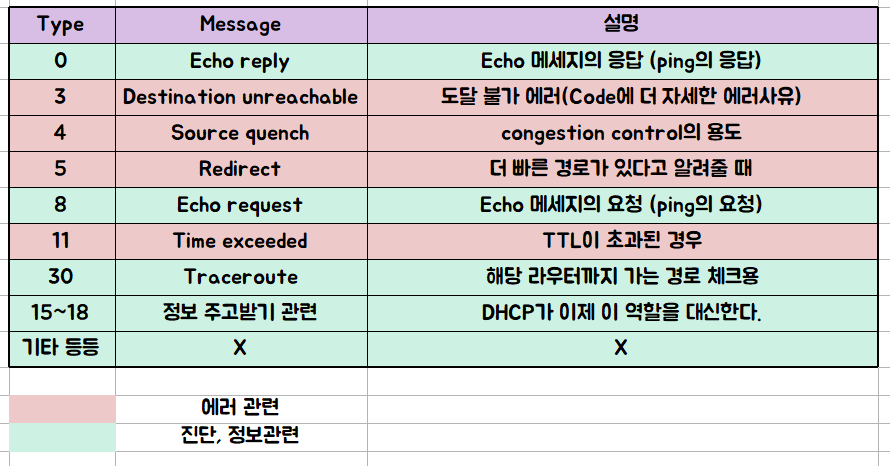 Type Message 설명
0 Echo reply Echo 메세지의 응답 (ping의 응답)
3 Destination unreachable 도달 불가 에러(Code에 더 자세한 에러사유)
4 Source quench congestion control의 용도
5 Redirect 더 빠른 경로가 있다고 알려줄 때
8 Echo request Echo 메세지의 요청 (ping의 요청)
11 Time exceeded TTL이 초과된 경우
30 Traceroute 해당 라우터까지 가는 경로 체크용
15~18 정보 주고받기 관련 DHCP가 이제 이 역할을 대신한다.
기타 등등 X X
에러 관련
진단, 정보관련